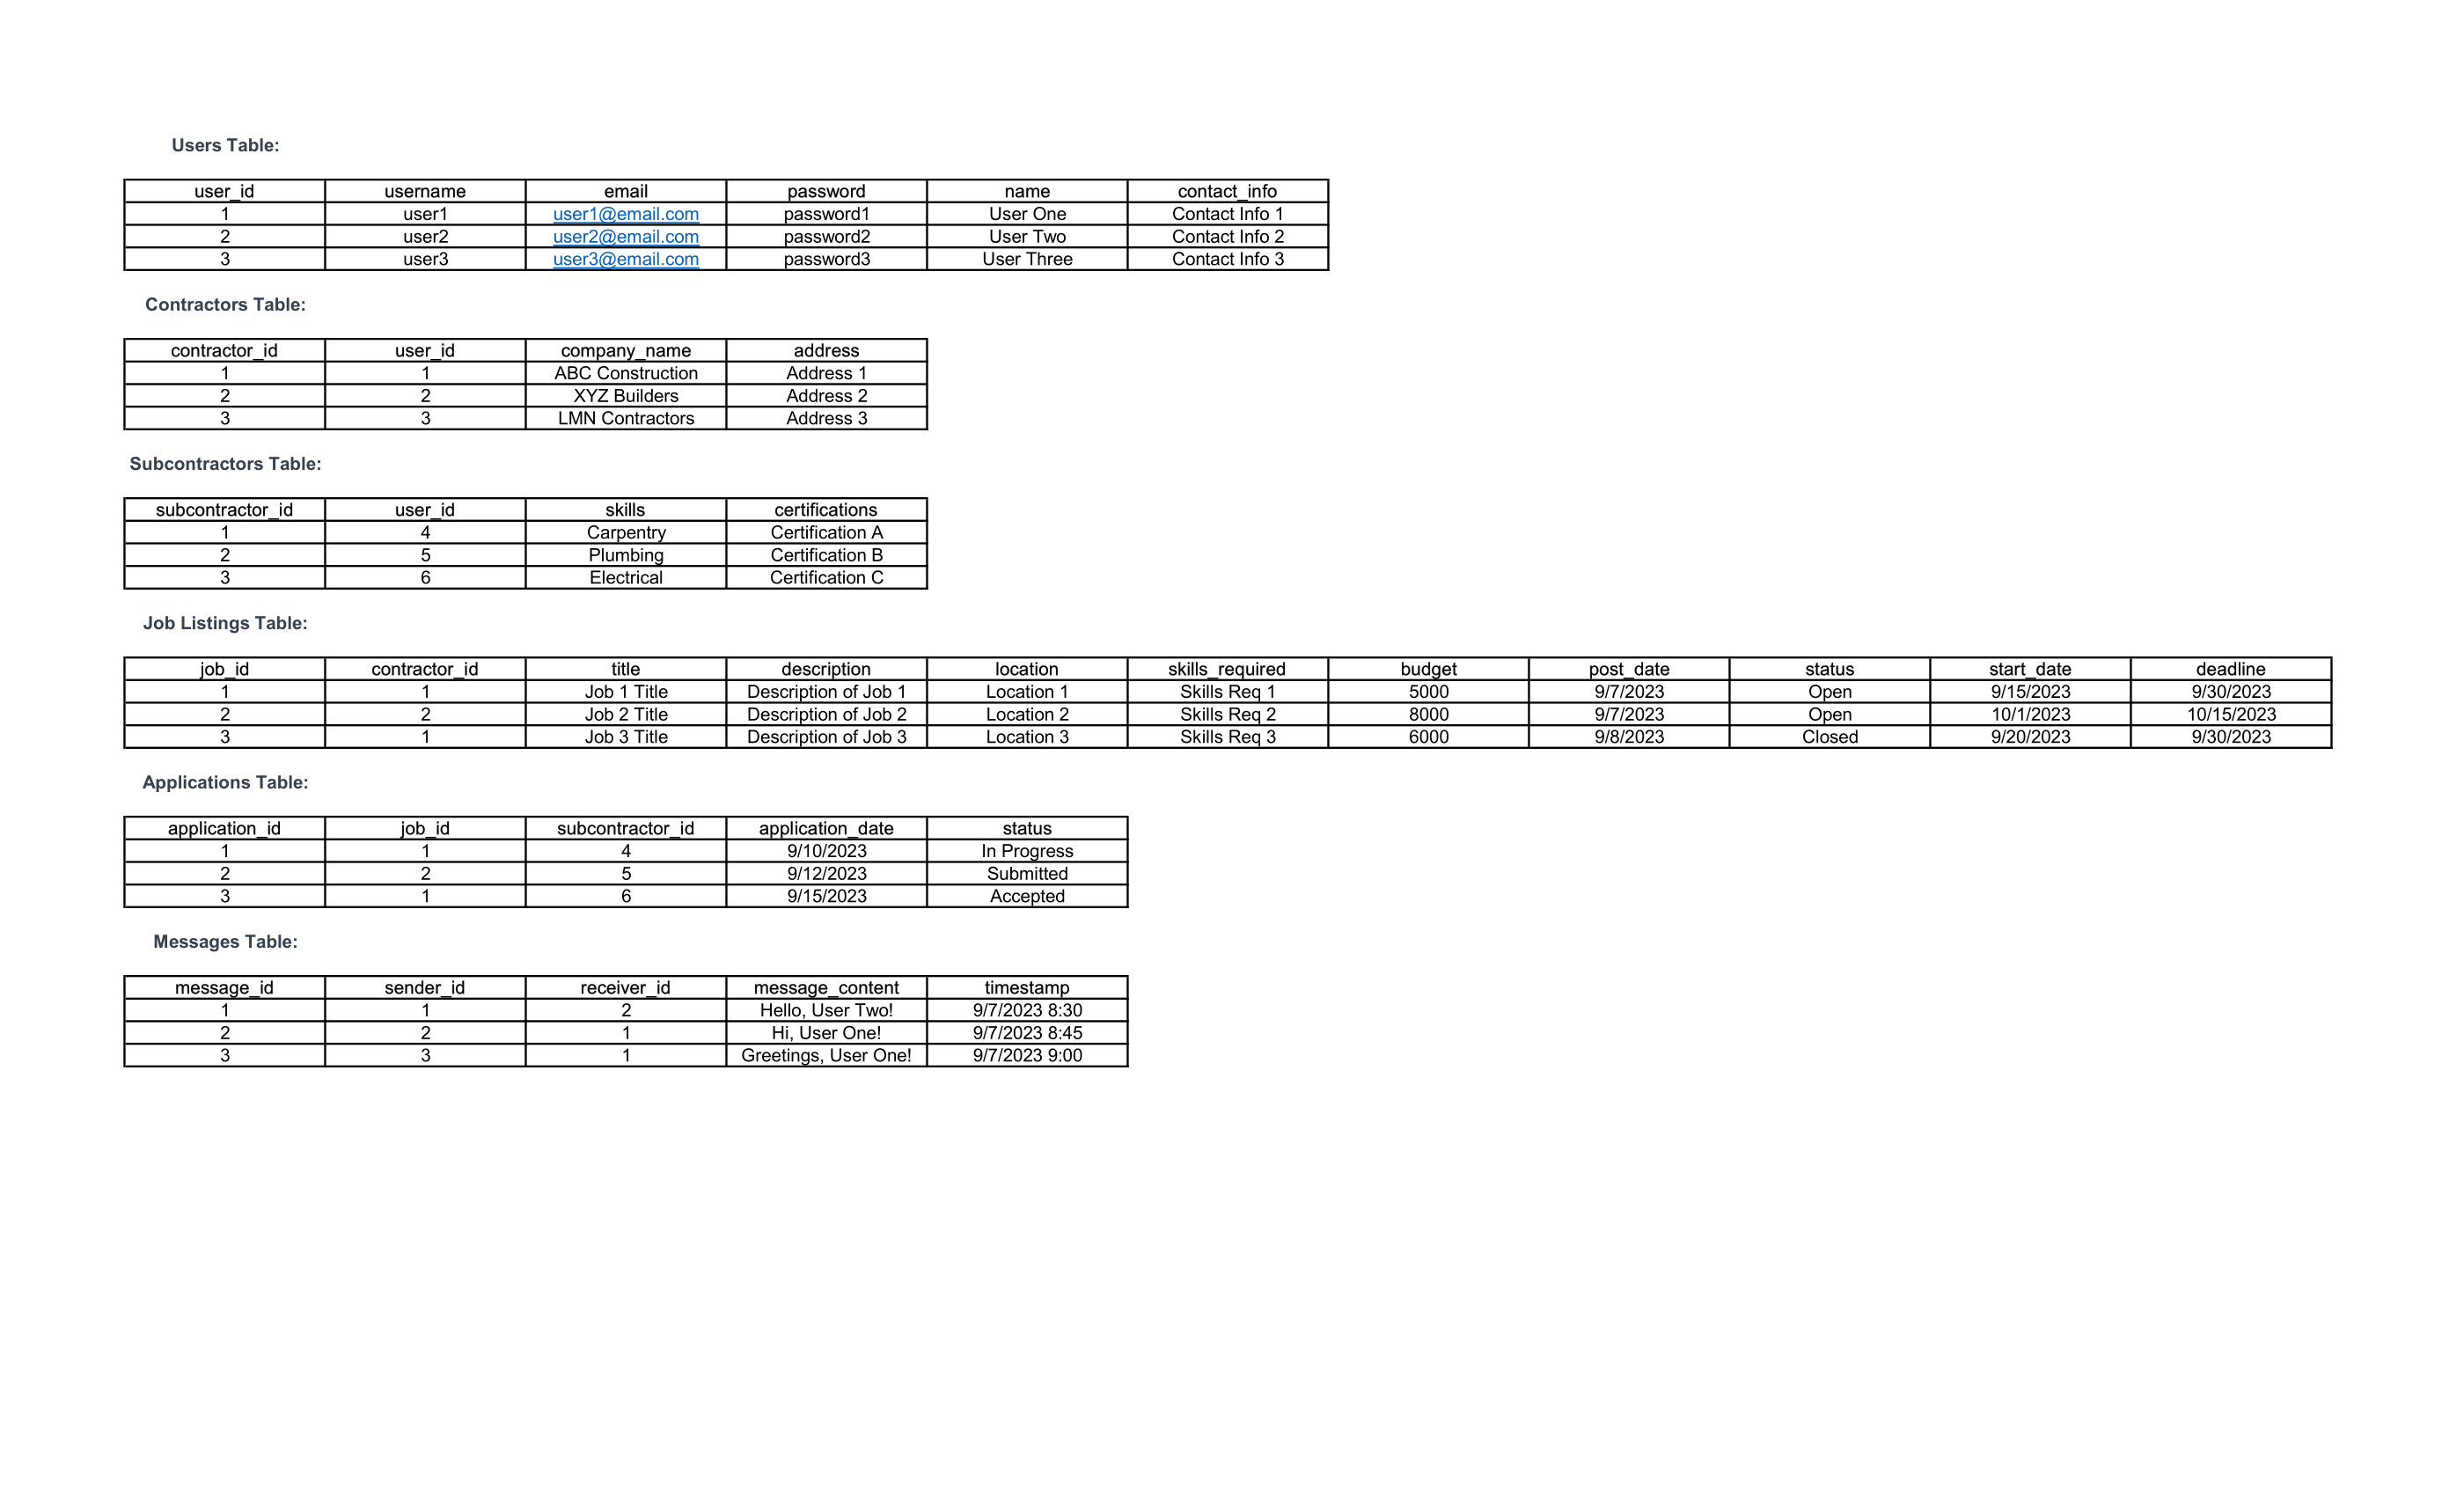 Users Table:
user_id username email password name contact_info
1 user1 user1@email.com password1 User One Contact Info 1
2 user2 user2@email.com password2 User Two Contact Info 2
3 user3 user3@email.com password3 User Three Contact Info 3
Contractors Table:
contractor_id user_id company_name address
1 1 ABC Construction Address 1
2 2 XYZ Builders Address 2
3 3 LMN Contractors Address 3
Subcontractors Table:
subcontractor_id user_id skills certifications
1 4 Carpentry Certification A
2 5 Plumbing Certification B
3 6 Electrical Certification C
Job Listings Table:
job_id contractor_id title description location skills_required budget post_date status start_date deadline
1 1 Job 1 Title Description of Job 1 Location 1 Skills Req 1 5000 9/7/2023 Open 9/15/2023 9/30/2023
2 2 Job 2 Title Description of Job 2 Location 2 Skills Req 2 8000 9/7/2023 Open 10/1/2023 10/15/2023
3 1 Job 3 Title Description of Job 3 Location 3 Skills Req 3 6000 9/8/2023 Closed 9/20/2023 9/30/2023
Applications Table:
application_id job_id subcontractor_id application_date status
1 1 4 9/10/2023 In Progress
2 2 5 9/12/2023 Submitted
3 1 6 9/15/2023 Accepted
Messages Table:
message_id sender_id receiver_id message_content timestamp
1 1 2 Hello, User Two! 9/7/2023 8:30
2 2 1 Hi, User One! 9/7/2023 8:45
3 3 1 Greetings, User One! 9/7/2023 9:00